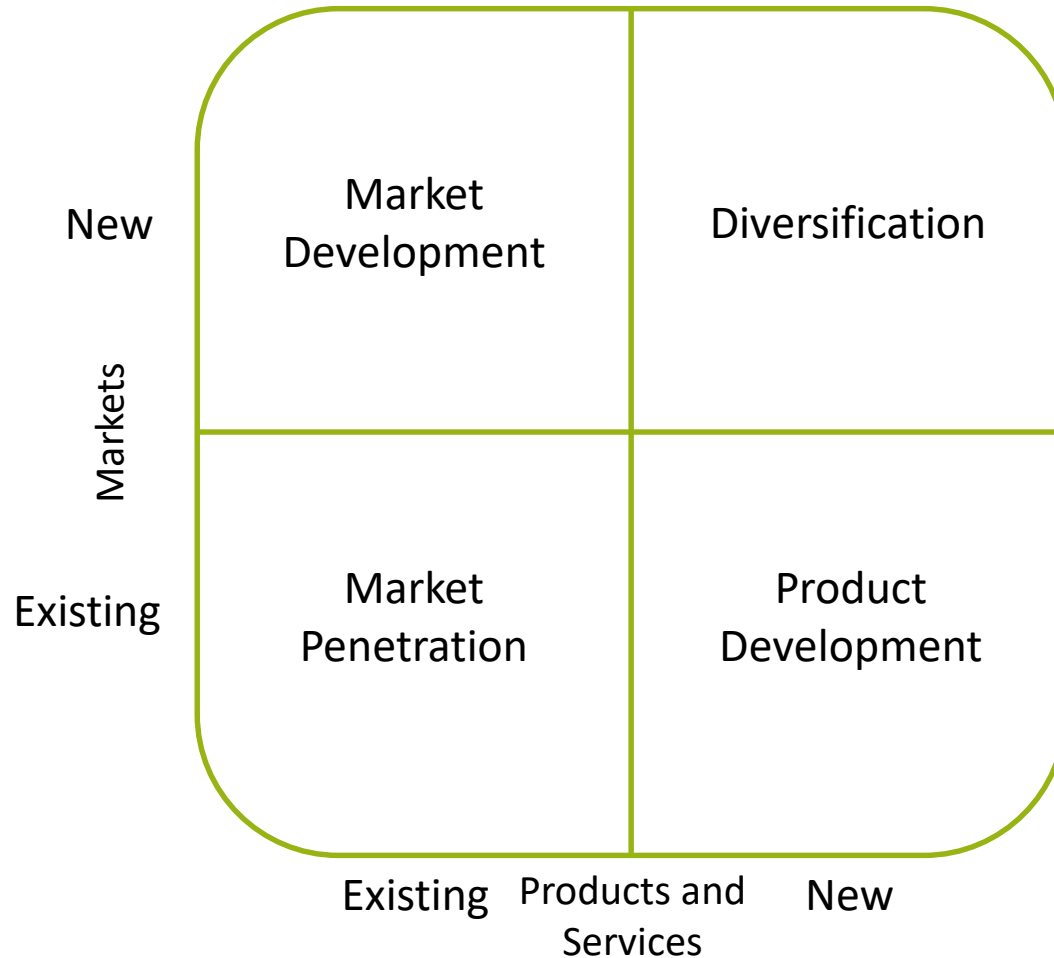 New
Market
Development
Diversification
Markets
Existing
Market
Penetration
Product
Development
Existing
Products and
Services
New